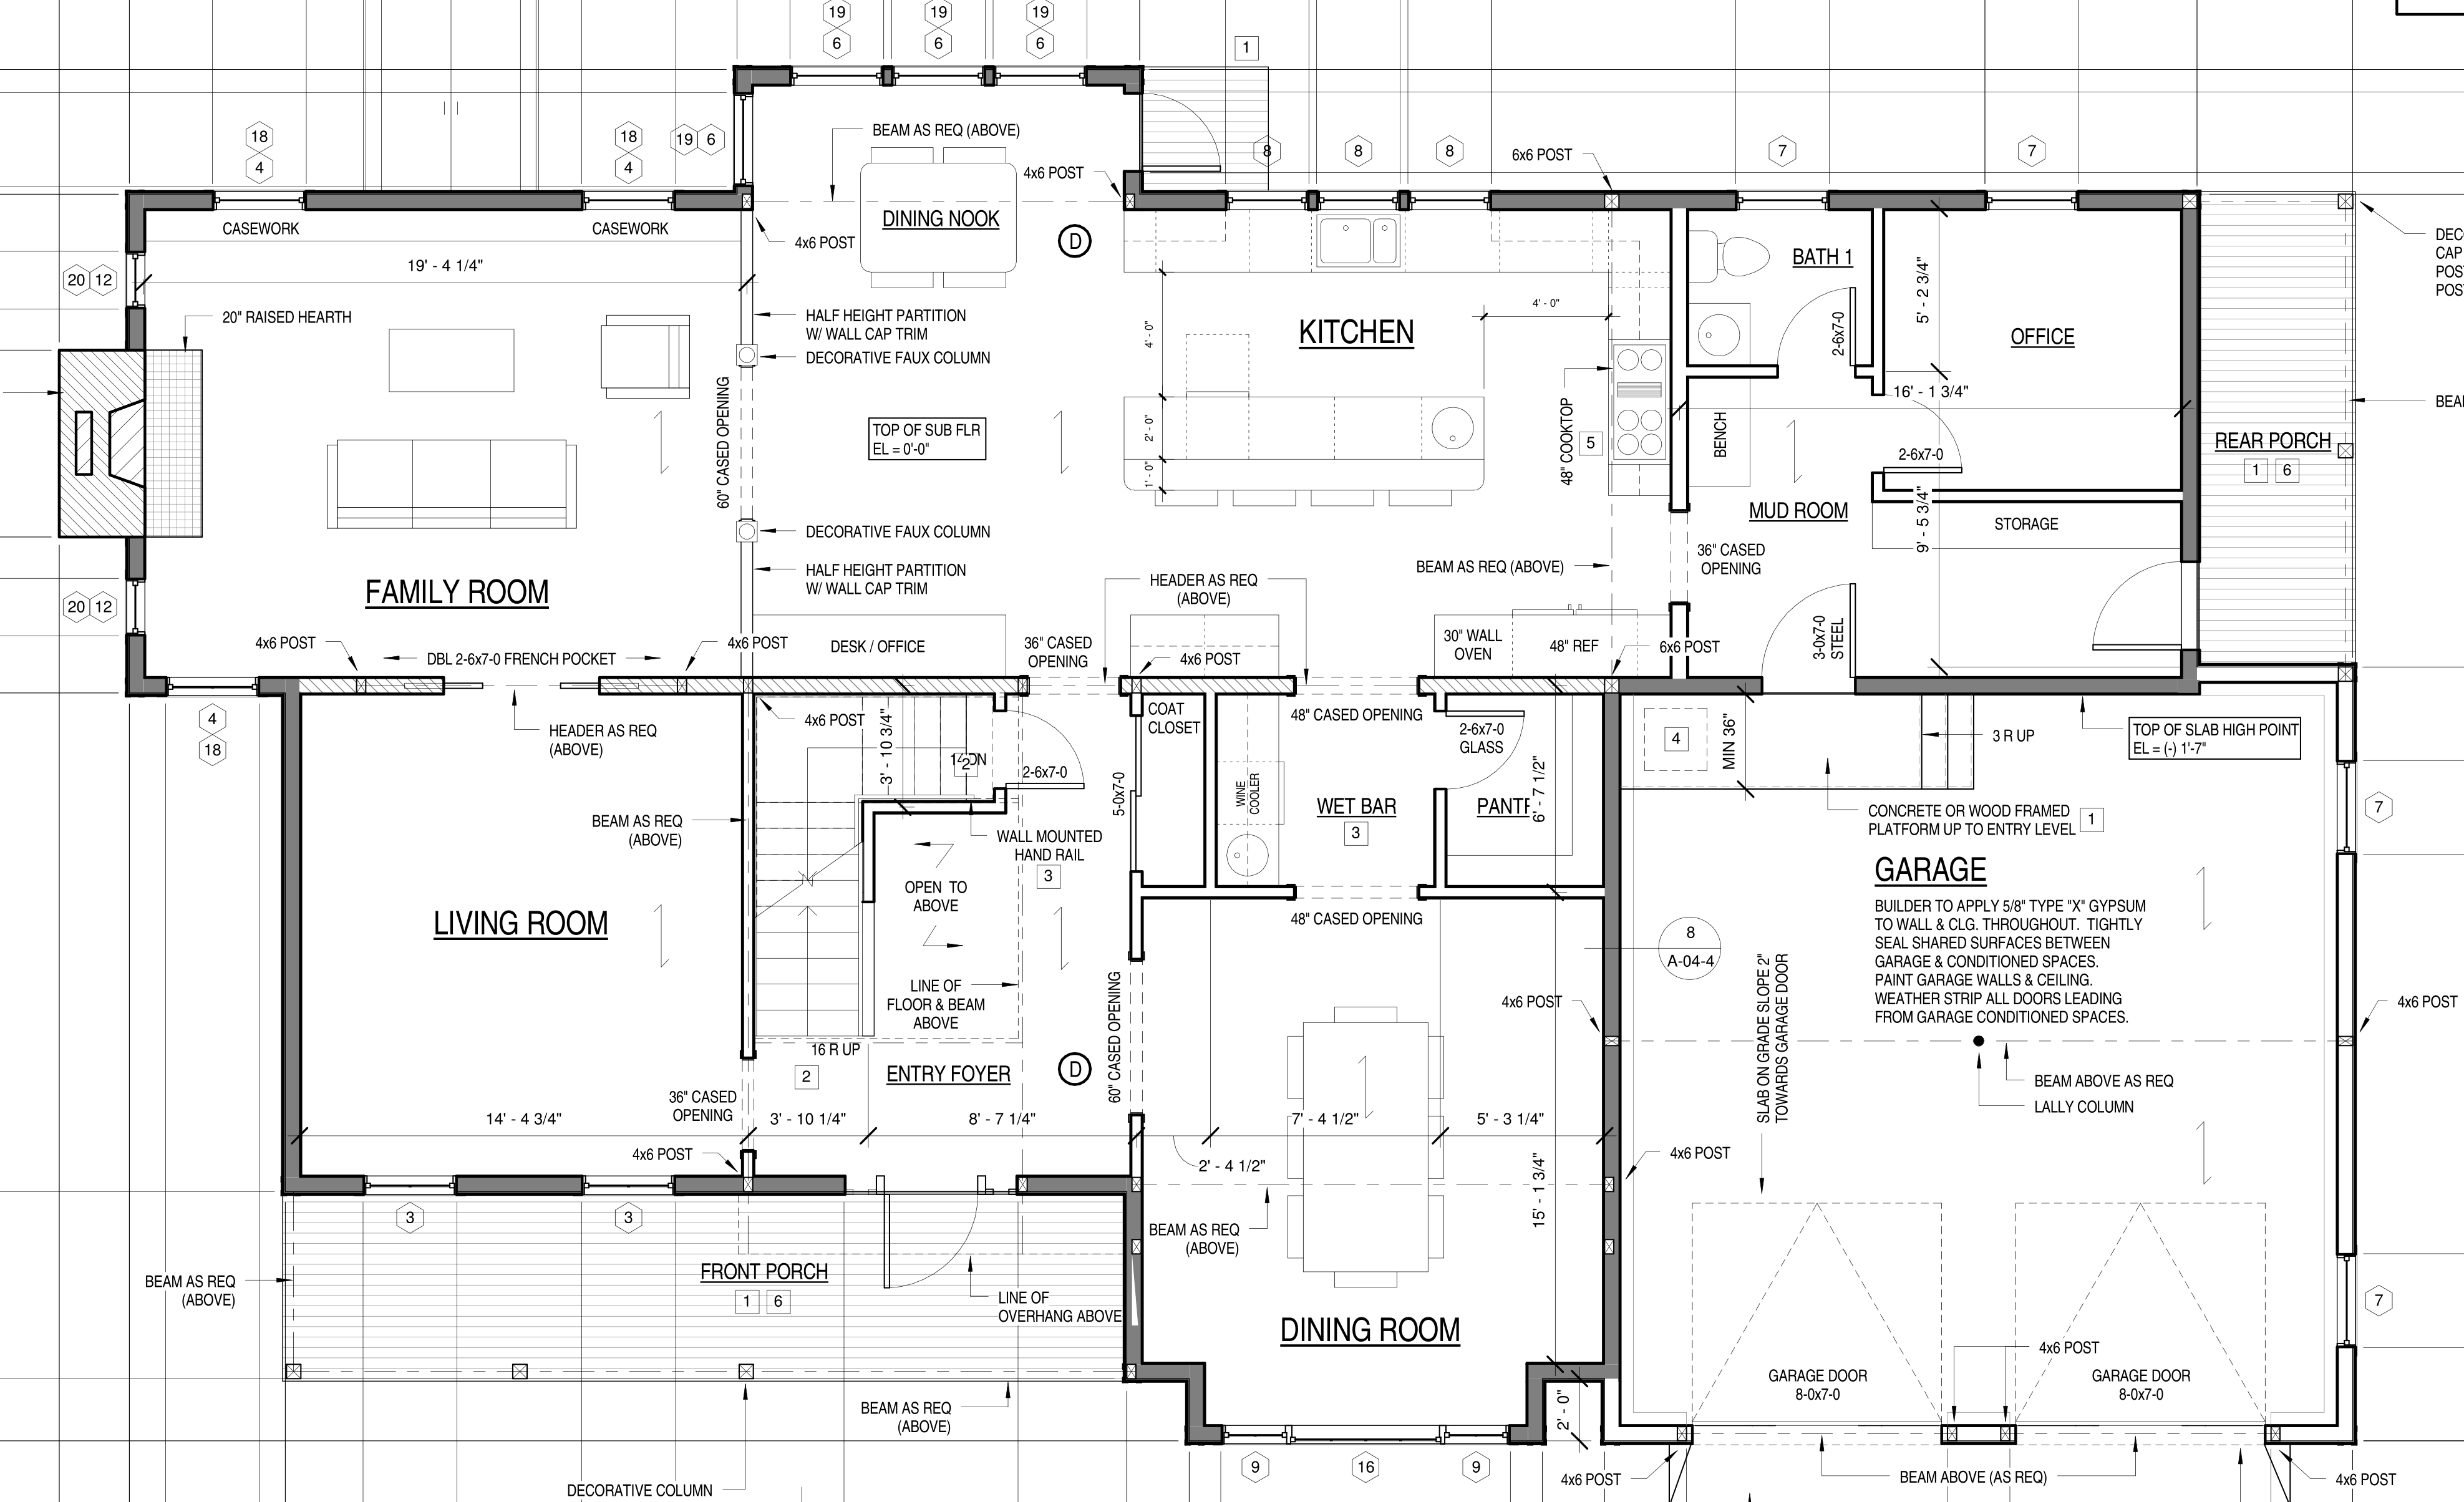 19
19
19
6
6
6
1
18
4
18
4
19 6
BEAM AS REQ (ABOVE)
4x6 POST
8
8
8
6x6 POST
7
7
CASEWORK
CASEWORK
DINING NOOK
4x6 POST
D
BATH 1
19' - 4 1/4"
20 12
20" RAISED HEARTH
HALF HEIGHT PARTITION
W/ WALL CAP TRIM
DECORATIVE FAUX COLUMN
60" CASED OPENING
KITCHEN
4' - 0"
4' - 0"
2' - 0"
1' - 0"
2-6x7-0
5' - 2 3/4"
OFFICE
16' - 1 3/4"
TOP OF SUB FLR
EL = 0'-0"
48" COOKTOP
5
BENCH
2-6x7-0
REAR PORCH
1 6
MUD ROOM
9' - 5 3/4"
STORAGE
DECORATIVE FAUX COLUMN
HALF HEIGHT PARTITION
W/ WALL CAP TRIM
FAMILY ROOM
20 12
HEADER AS REQ
(ABOVE)
BEAM AS REQ (ABOVE)
36" CASED
OPENING
4x6 POST
DBL 2-6x7-0 FRENCH POCKET
4x6 POST
DESK / OFFICE
36" CASED
OPENING
4x6 POST
30" WALL
OVEN
48" REF
6x6 POST
3-0x7-0
STEEL
4
18
HEADER AS REQ
(ABOVE)
4x6 POST
3' - 10 3/4"
2
2-6x7-0
COAT
CLOSET
5-0x7-0
48" CASED OPENING
2-6x7-0
GLASS
4
MIN 36"
3 R UP
TOP OF SLAB HIGH POINT
EL = (-) 1'-7"
BEAM AS REQ
(ABOVE)
WALL MOUNTED
HAND RAIL
3
WINE
COOLER
WET BAR
3
6' - 7 1/2"
CONCRETE OR WOOD FRAMED
PLATFORM UP TO ENTRY LEVEL
1
7
GARAGE
BUILDER TO APPLY 5/8" TYPE "X" GYPSUM
TO WALL & CLG. THROUGHOUT. TIGHTLY
SEAL SHARED SURFACES BETWEEN
GARAGE & CONDITIONED SPACES.
PAINT GARAGE WALLS & CEILING.
WEATHER STRIP ALL DOORS LEADING
FROM GARAGE CONDITIONED SPACES.
LIVING ROOM
OPEN TO
ABOVE
LINE OF
FLOOR & BEAM
ABOVE
48" CASED OPENING
8
A-04-4
SLAB ON GRADE SLOPE 2"
TOWARDS GARAGE DOOR
4x6 POST
4x6 POST
16 R UP
2
ENTRY FOYER
D
60" CASED OPENING
BEAM ABOVE AS REQ
LALLY COLUMN
36" CASED
OPENING
14' - 4 3/4"
3' - 10 1/4"
8' - 7 1/4"
7' - 4 1/2"
5' - 3 1/4"
4x6 POST
2' - 4 1/2"
4x6 POST
15' - 1 3/4"
3
3
BEAM AS REQ
(ABOVE)
FRONT PORCH
1 6
BEAM AS REQ
(ABOVE)
LINE OF
OVERHANG ABOVE
DINING ROOM
7
4x6 POST
GARAGE DOOR
8-0x7-0
GARAGE DOOR
8-0x7-0
BEAM AS REQ
(ABOVE)
2' - 0"
9
16
9
4x6 POST
BEAM ABOVE (AS REQ)
4x6 POST
DECORATIVE COLUMN